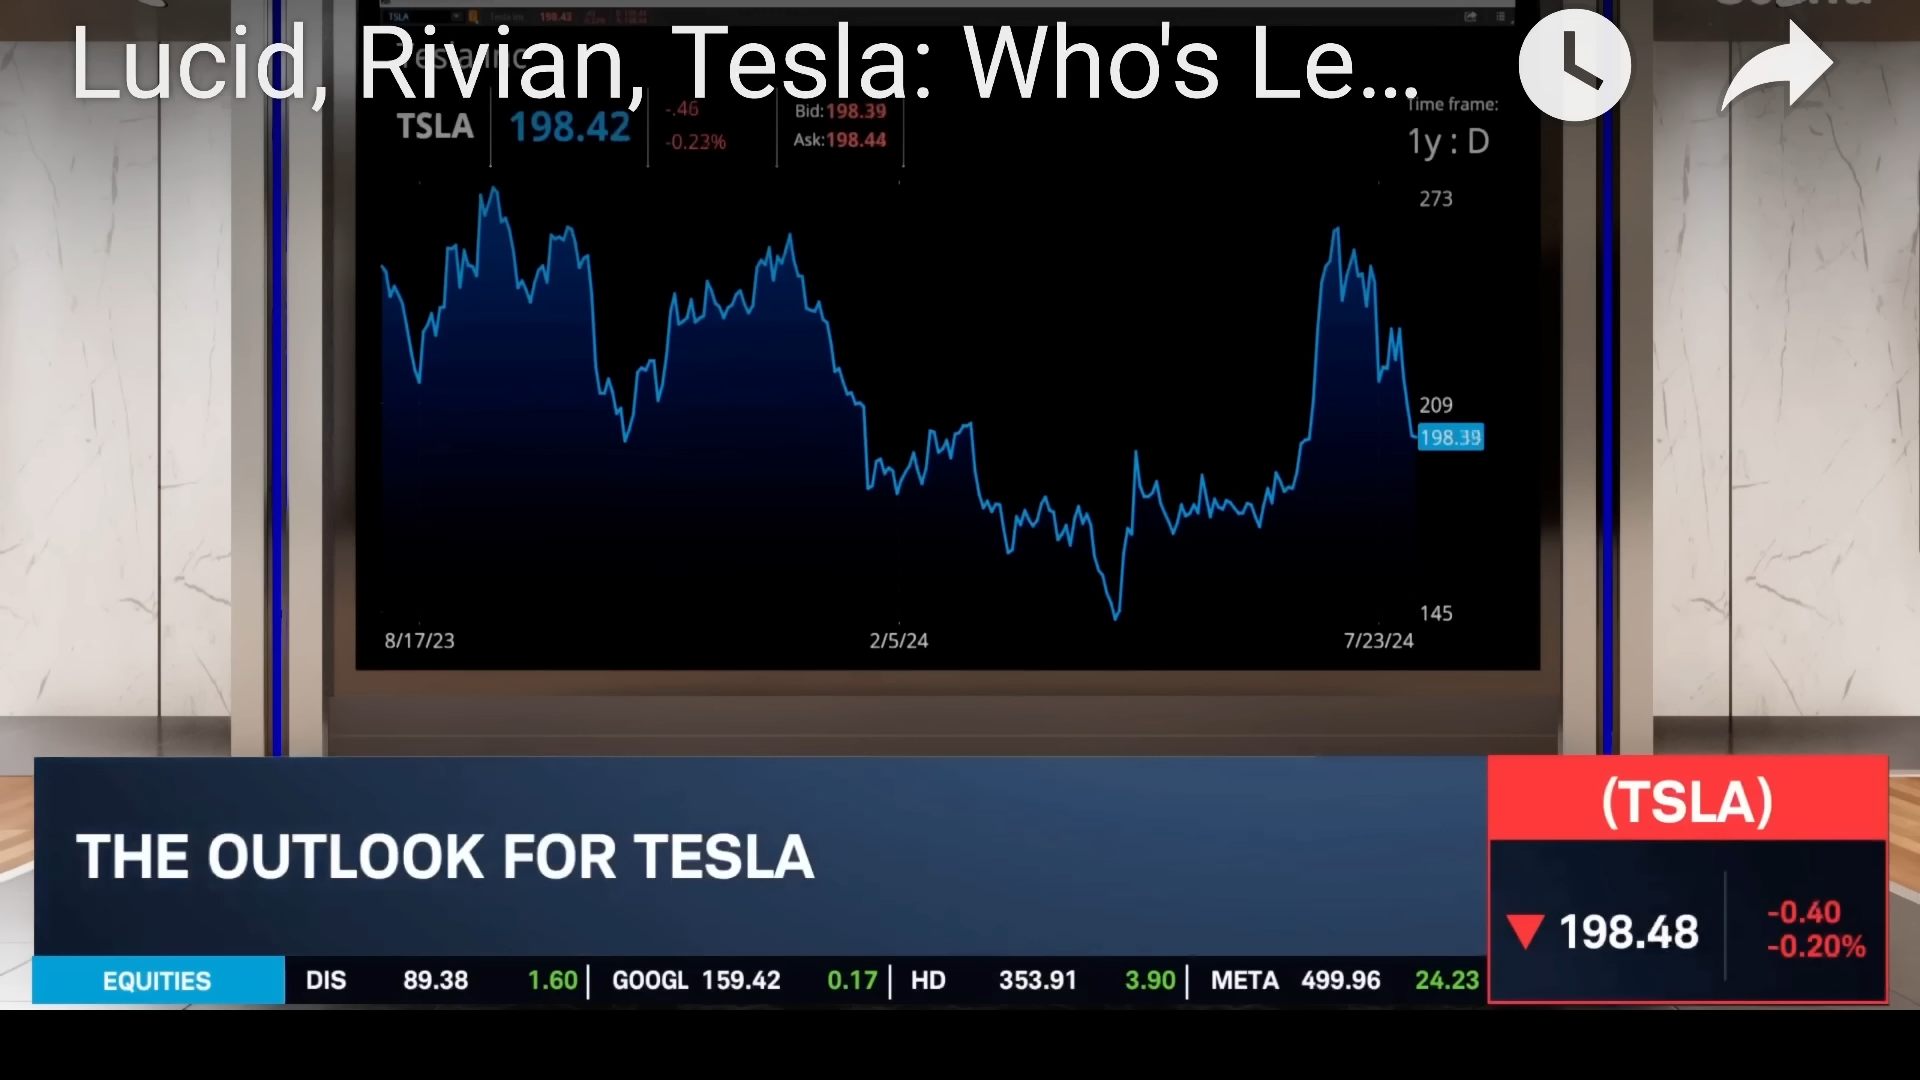 Lucid, Rivian, Tesla: Who's Le...
TSLA
198.42
-.46
-0.23%
Bid:198.39
Ask:198.44
Time frame:
1y : D
273
209
198.39
145
8/17/23 2/5/24 7/23/24
THE OUTLOOK FOR TESLA
(TSLA)
198.48
-0.40
-0.20%
EQUITIES DIS 89.38 1.60 GOOGL 159.42 0.17 HD 353.91 3.90 META 499.96 24.23